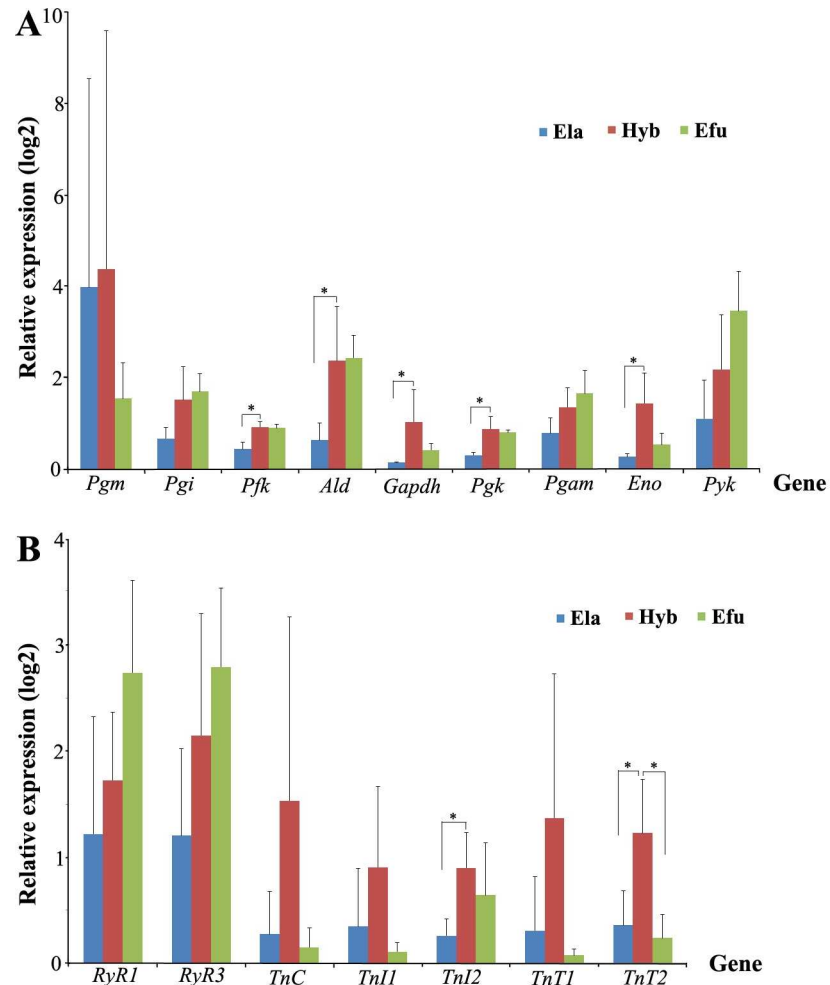 A
10
8
6
4
2
0
Relative expression (log2)
Ela Hyb Efu
*
*
*
*
*
Pgm Pgi Pfk Ald Gapdh Pgk Pgam Eno Pyk Gene
B
4
3
2
1
0
Relative expression (log2)
Ela Hyb Efu
*
* *
RyR1 RyR3 TnC TnI1 TnI2 TnT1 TnT2 Gene